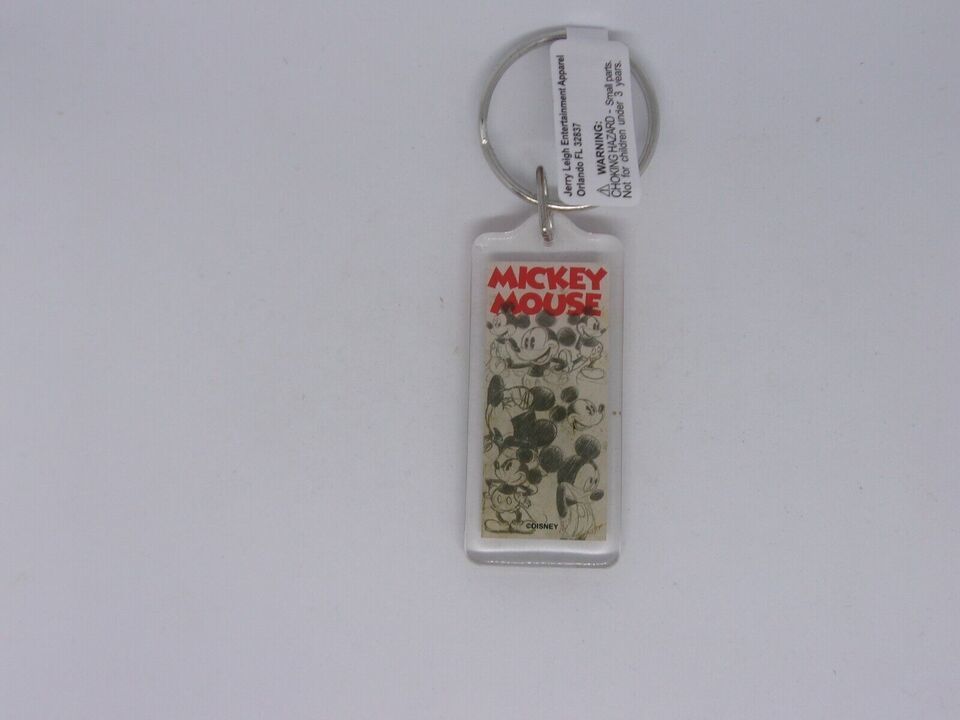 Jerry Leigh Entertainment Apparel
Orlando FL 32837
⚠ WARNING:
CHOKING HAZARD - Small parts.
Not for children under 3 years.
MICKEY
MOUSE
©DISNEY